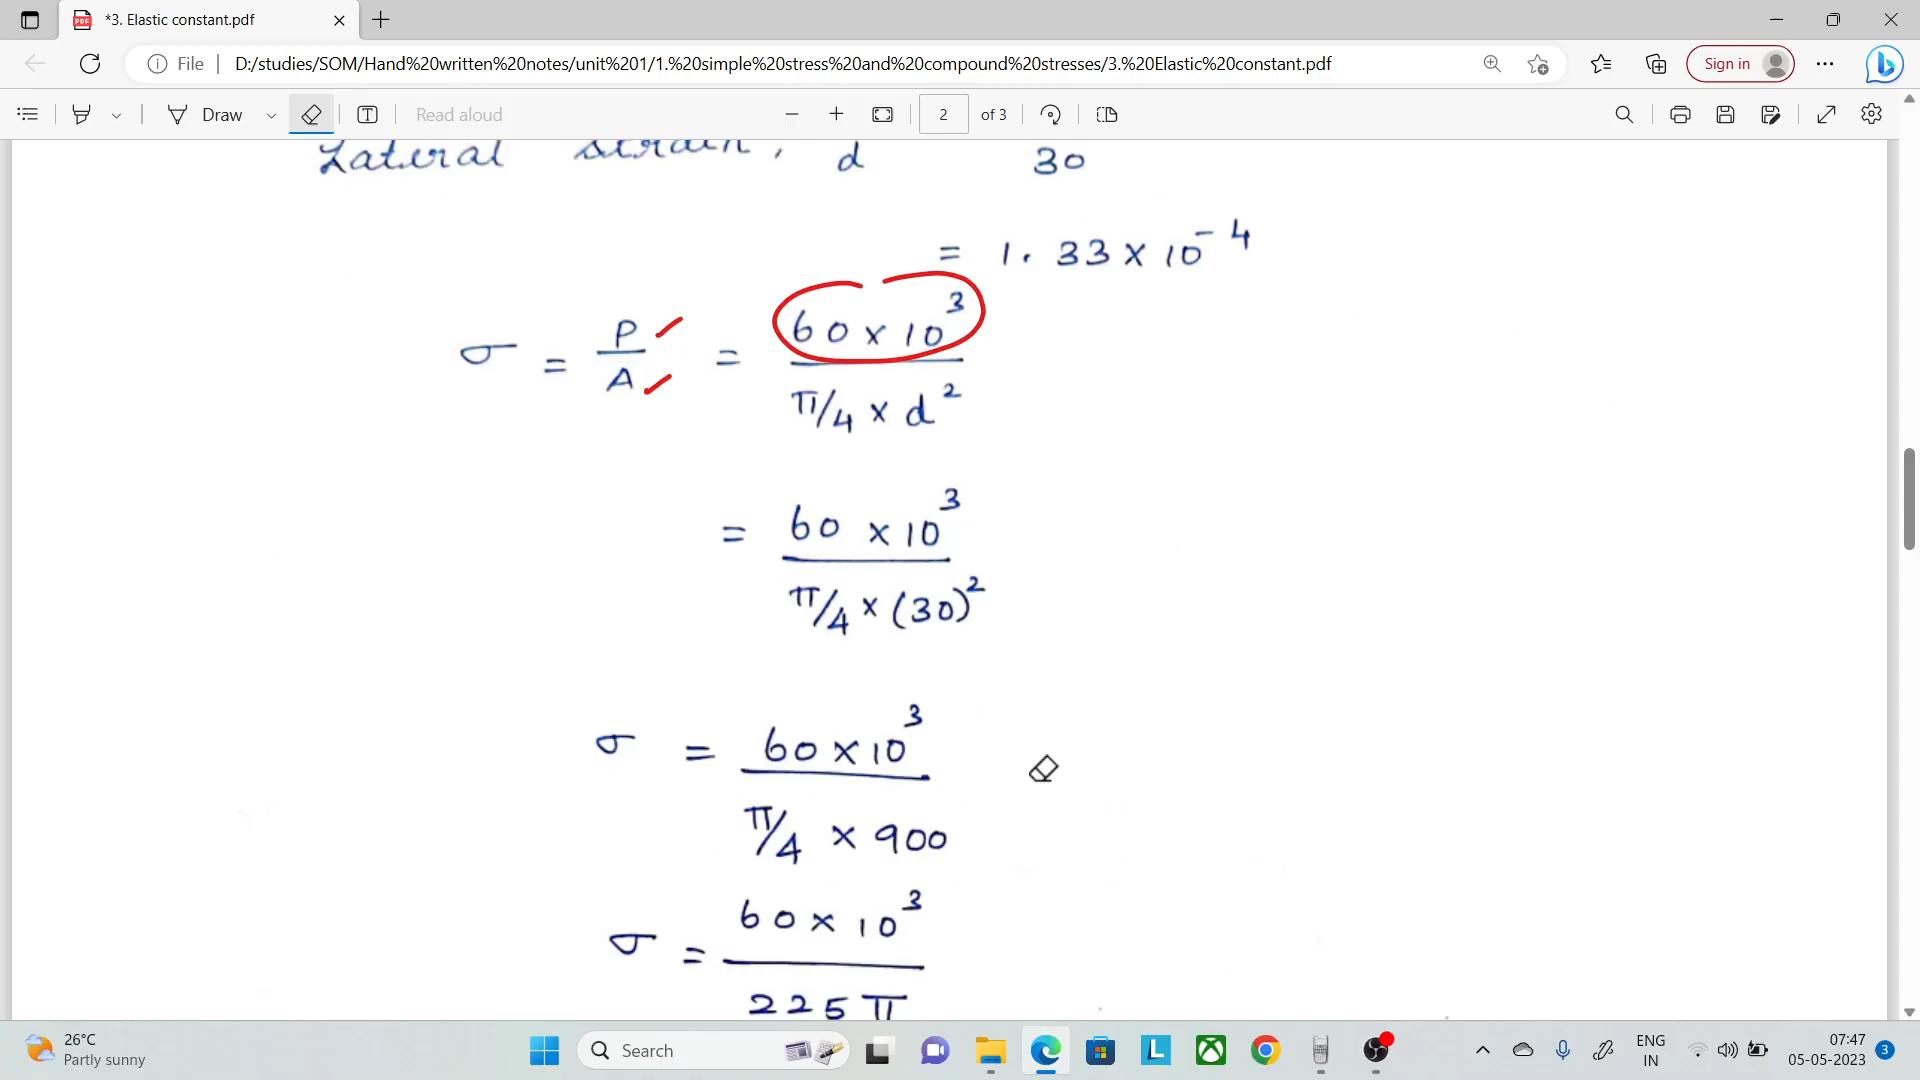 *3. Elastic constant.pdf
File
D:/studies/SOM/Hand%20written%20notes/unit%201/1.%20simple%20stress%20and%20compound%20stresses/3.%20Elastic%20constant.pdf
Sign in
Draw
Read aloud
2 of 3
Lateral strain, d 30
= 1.33 × 10⁻⁴
σ = P/A = 60 × 10³ / π/4 × d²
= 60 × 10³ / π/4 × (30)²
σ = 60 × 10³ / π/4 × 900
σ = 60 × 10³ / 225 π
26°C
Partly sunny
Search
ENG
IN
07:47
05-05-2023
3